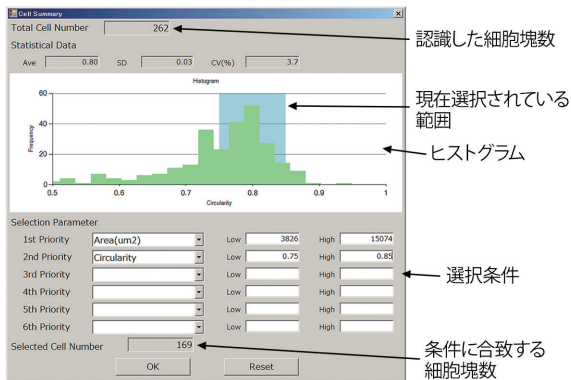 Cell Summary
Total Cell Number 262
認識した細胞塊数
Statistical Data
Ave 0.80 SD 0.03 CV(%) 3.7
Histogram
現在選択されている
範囲
ヒストグラム
Frequency
60
40
20
0
0.5 0.6 0.7 0.8 0.9 1
Circularity
Selection Parameter
1st Priority Area(um2) Low 3826 High 15074
2nd Priority Circularity Low 0.75 High 0.85
3rd Priority Low High
選択条件
4th Priority Low High
5th Priority Low High
6th Priority Low High
Selected Cell Number 169
条件に合致する
細胞塊数
OK Reset